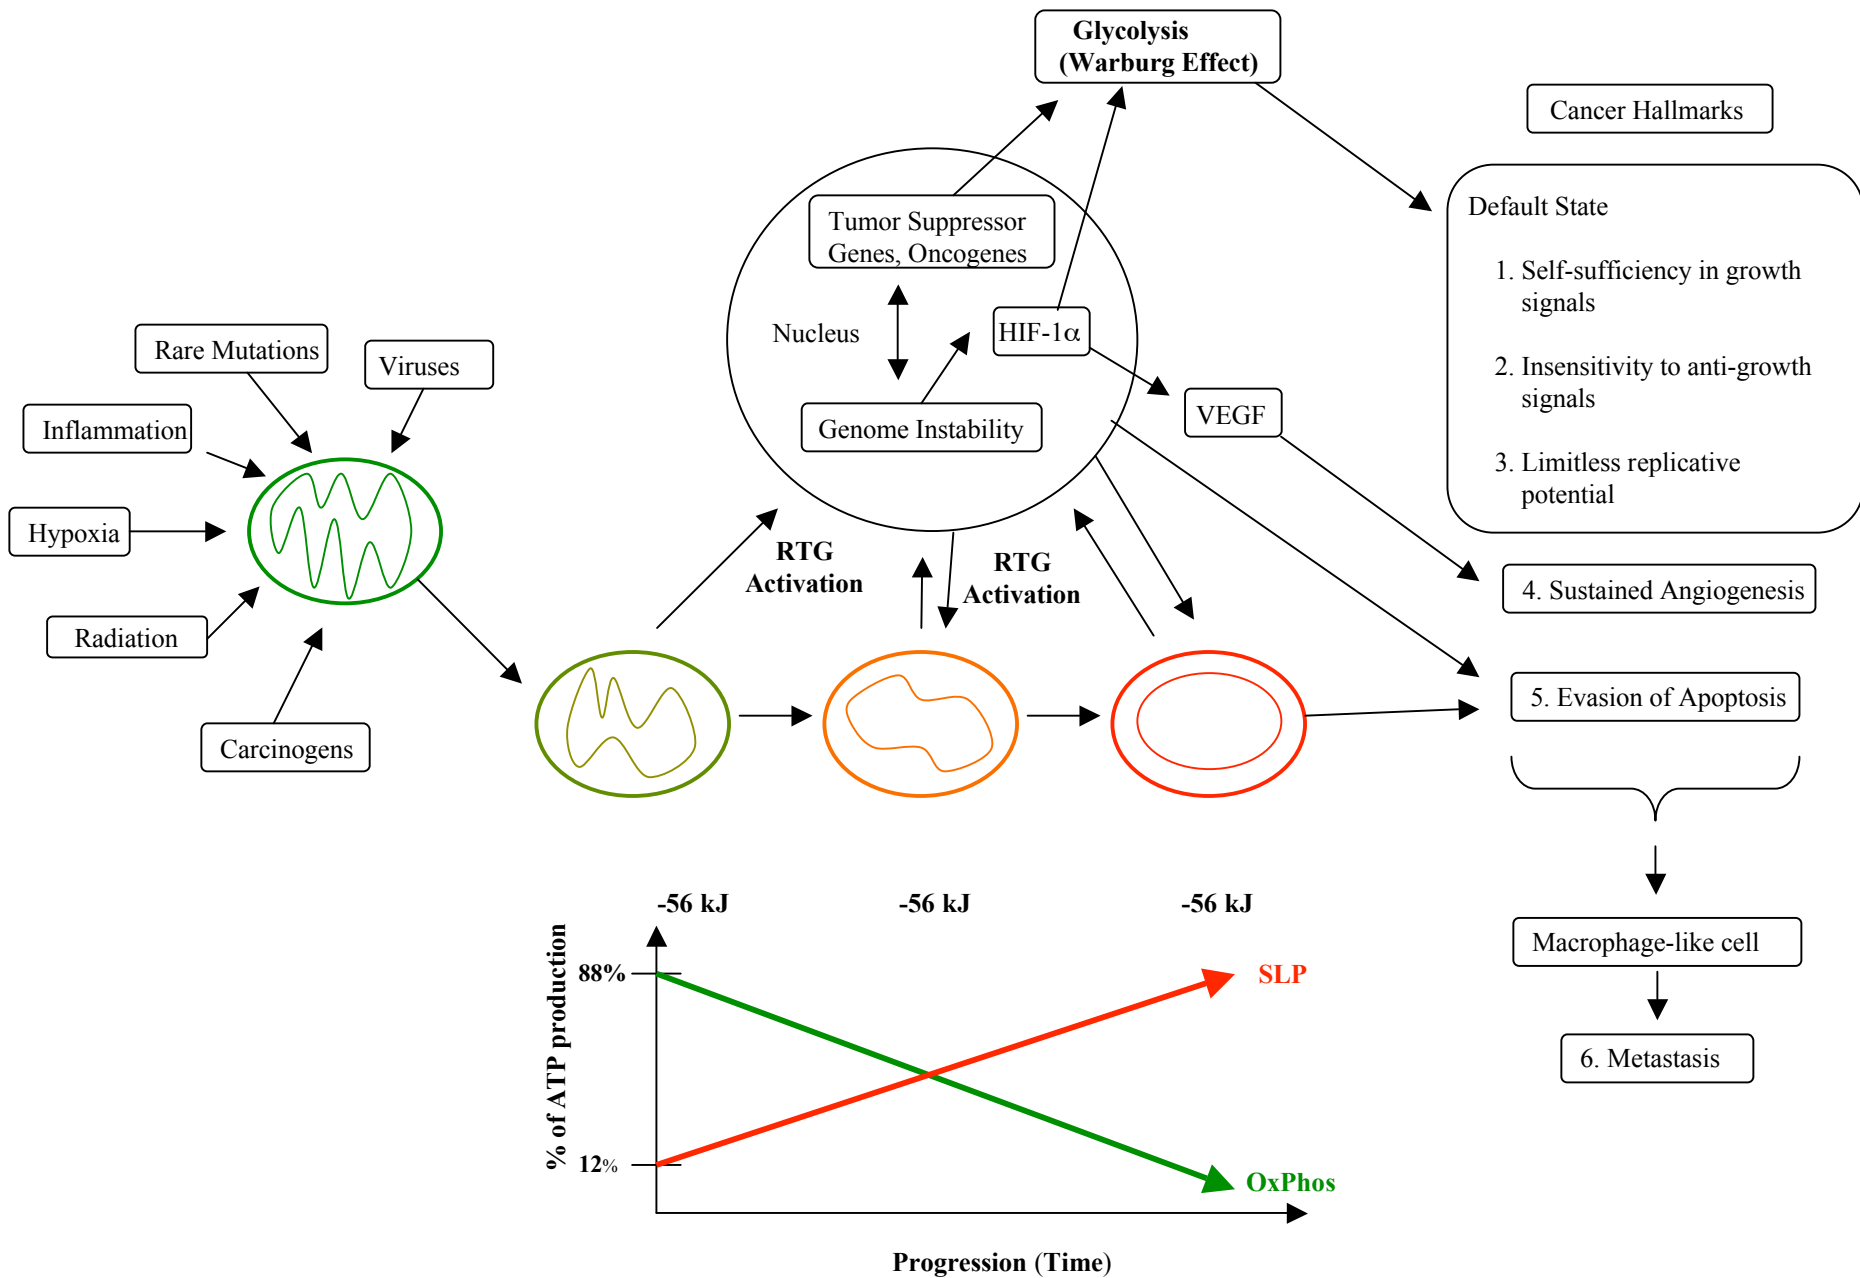 Glycolysis
(Warburg Effect)
Cancer Hallmarks
Default State
1. Self-sufficiency in growth
signals
2. Insensitivity to anti-growth
signals
3. Limitless replicative
potential
Tumor Suppressor
Genes, Oncogenes
Nucleus
HIF-1α
Genome Instability
VEGF
Rare Mutations
Viruses
Inflammation
Hypoxia
Radiation
Carcinogens
RTG
Activation
RTG
Activation
4. Sustained Angiogenesis
5. Evasion of Apoptosis
Macrophage-like cell
6. Metastasis
-56 kJ
-56 kJ
-56 kJ
% of ATP production
88%
12%
SLP
OxPhos
Progression (Time)